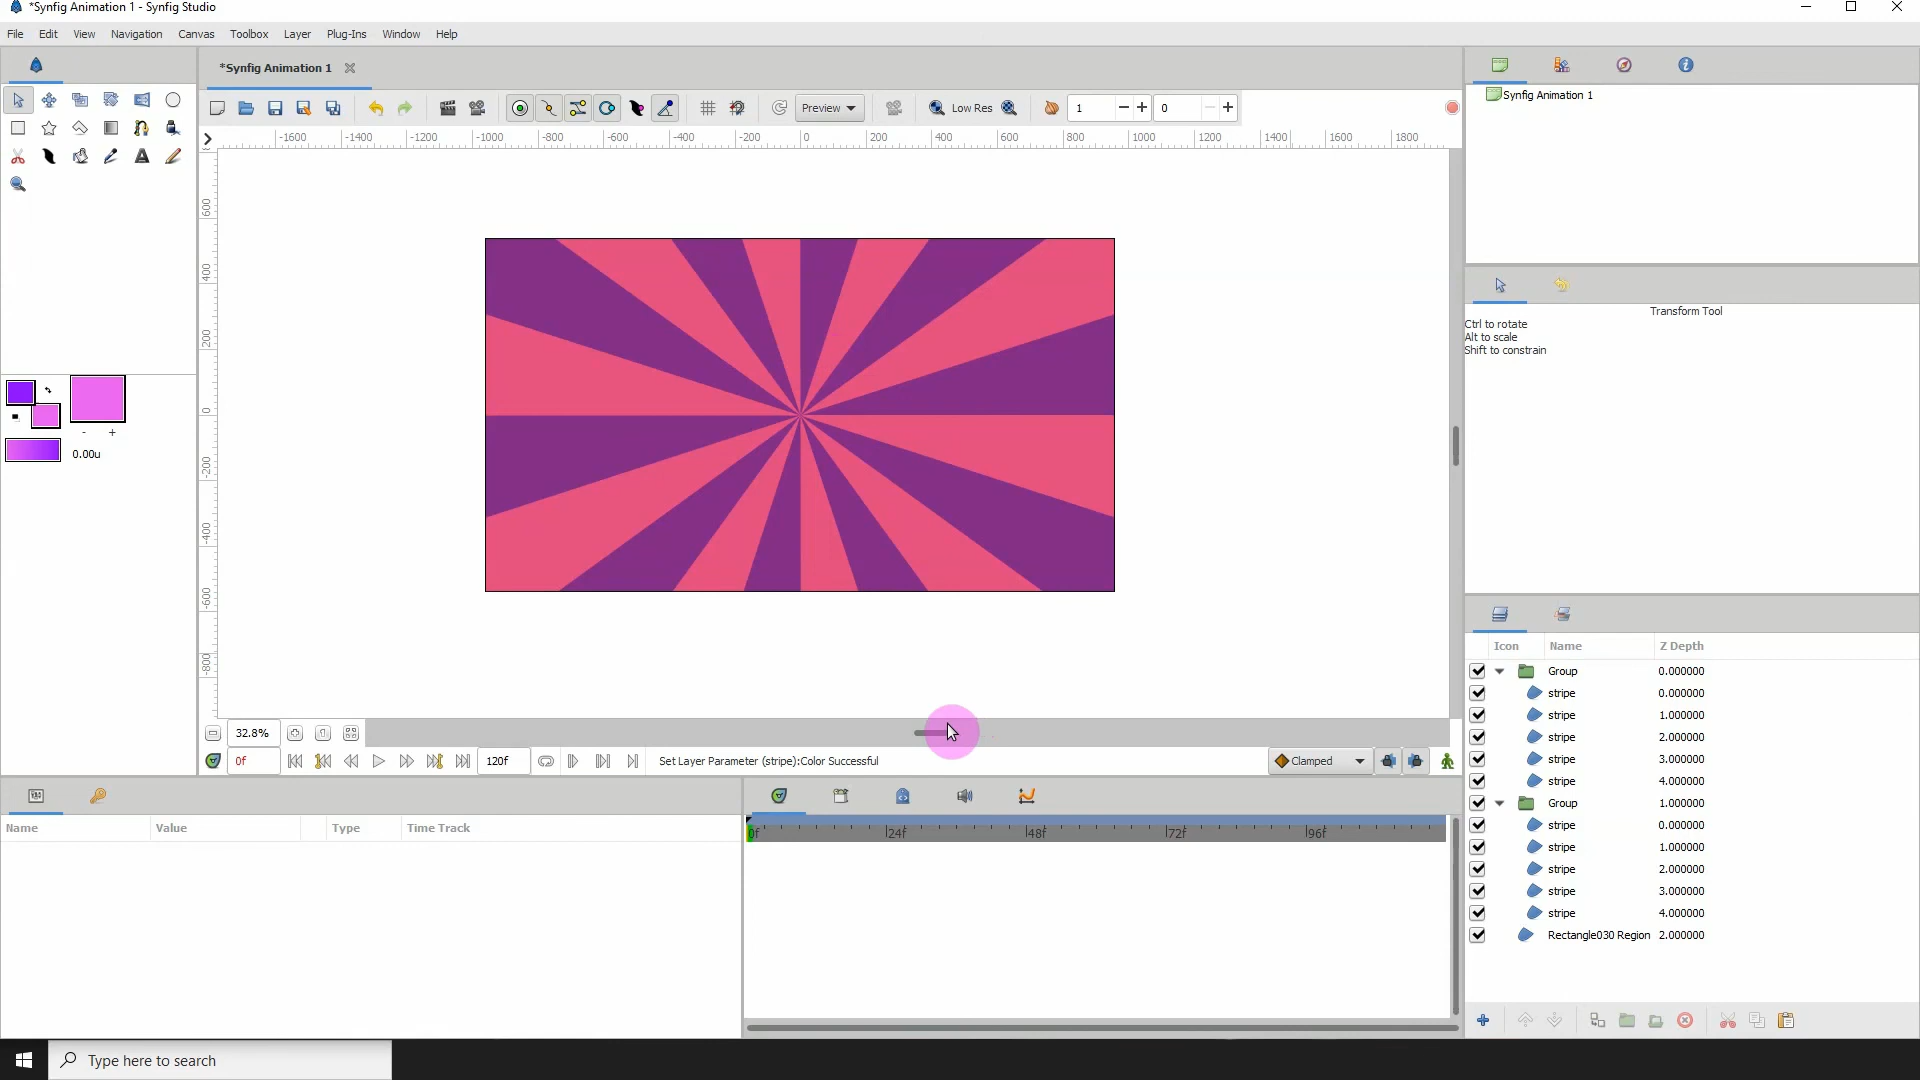 *Synfig Animation 1 - Synfig Studio
File Edit View Navigation Canvas Toolbox Layer Plug-Ins Window Help
*Synfig Animation 1
Preview Low Res 1 0
-1600 -1400 -1200 -1000 -800 -600 -400 -200 0 200 400 600 800 1000 1200 1400 1600 1800
600
400
200
0
-200
-400
-600
-800
0.00u
Synfig Animation 1
Transform Tool
Ctrl to rotate
Alt to scale
Shift to constrain
Icon Name Z Depth
Group 0.000000
stripe 0.000000
stripe 1.000000
stripe 2.000000
stripe 3.000000
stripe 4.000000
Group 1.000000
stripe 0.000000
stripe 1.000000
stripe 2.000000
stripe 3.000000
stripe 4.000000
Rectangle030 Region 2.000000
32.8%
0f 120f Set Layer Parameter (stripe):Color Successful Clamped
Name Value Type Time Track
0f 24f 48f 72f 96f
Type here to search